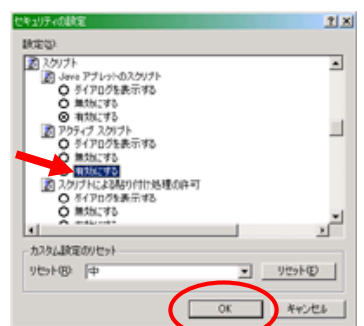 セキュリティの設定
設定(S):
スクリプト
Java アプレットのスクリプト
ダイアログを表示する
無効にする
有効にする
アクティブ スクリプト
ダイアログを表示する
無効にする
有効にする
スクリプトによる貼り付け処理の許可
ダイアログを表示する
無効にする
カスタム設定のリセット
リセット(R): 中 リセット(E)
OK キャンセル